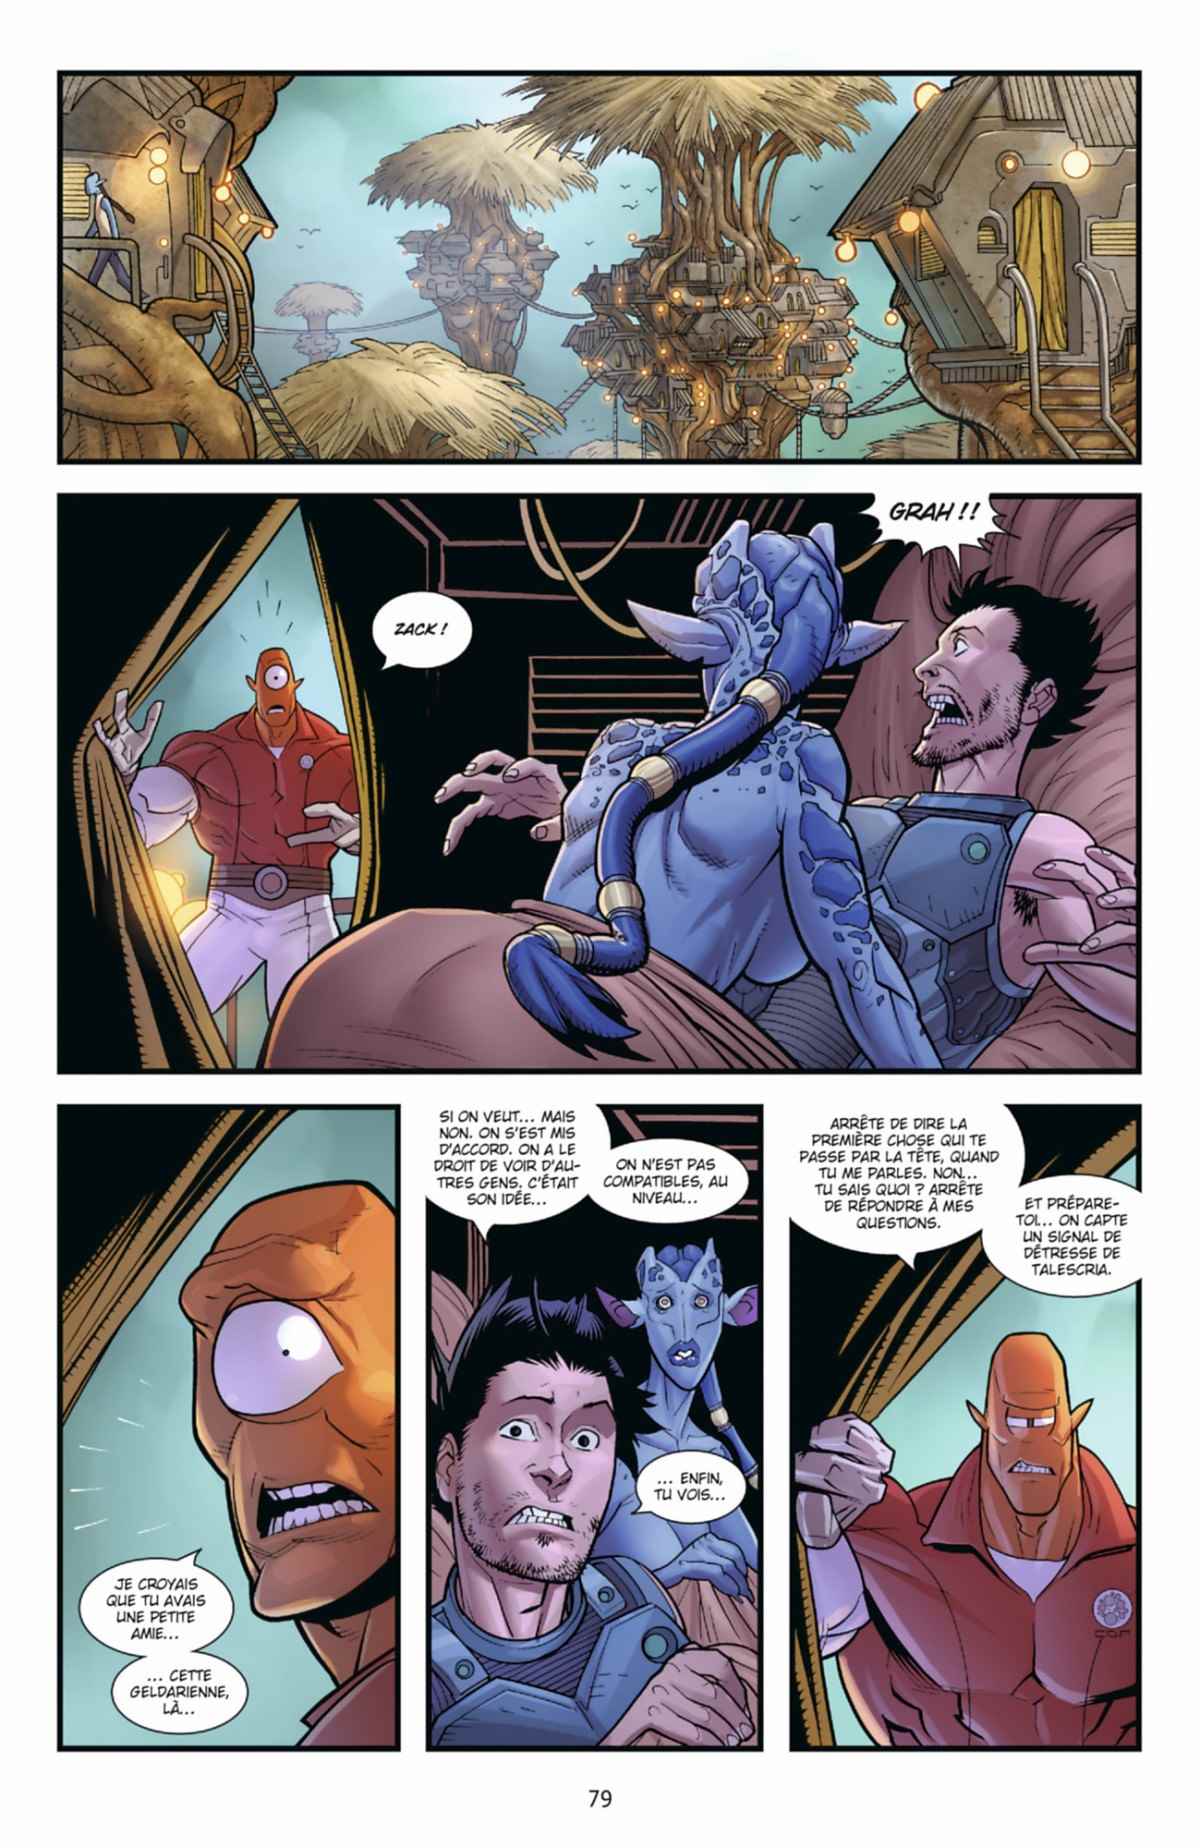 GRAH !!
ZACK !
JE CROYAIS
QUE TU AVAIS
UNE PETITE
AMIE...
... CETTE
GELDARIENNE,
LÀ...
SI ON VEUT... MAIS
NON. ON S'EST MIS
D'ACCORD. ON A LE
DROIT DE VOIR D'AU-
TRES GENS. C'ÉTAIT
SON IDÉE...
ON N'EST PAS
COMPATIBLES, AU
NIVEAU...
... ENFIN,
TU VOIS...
ARRÊTE DE DIRE LA
PREMIÈRE CHOSE QUI TE
PASSE PAR LA TÊTE, QUAND
TU ME PARLES. NON...
TU SAIS QUOI ? ARRÊTE
DE RÉPONDRE À MES
QUESTIONS.
ET PRÉPARE-
TOI... ON CAPTE
UN SIGNAL DE
DÉTRESSE DE
TALESCRIA.
79